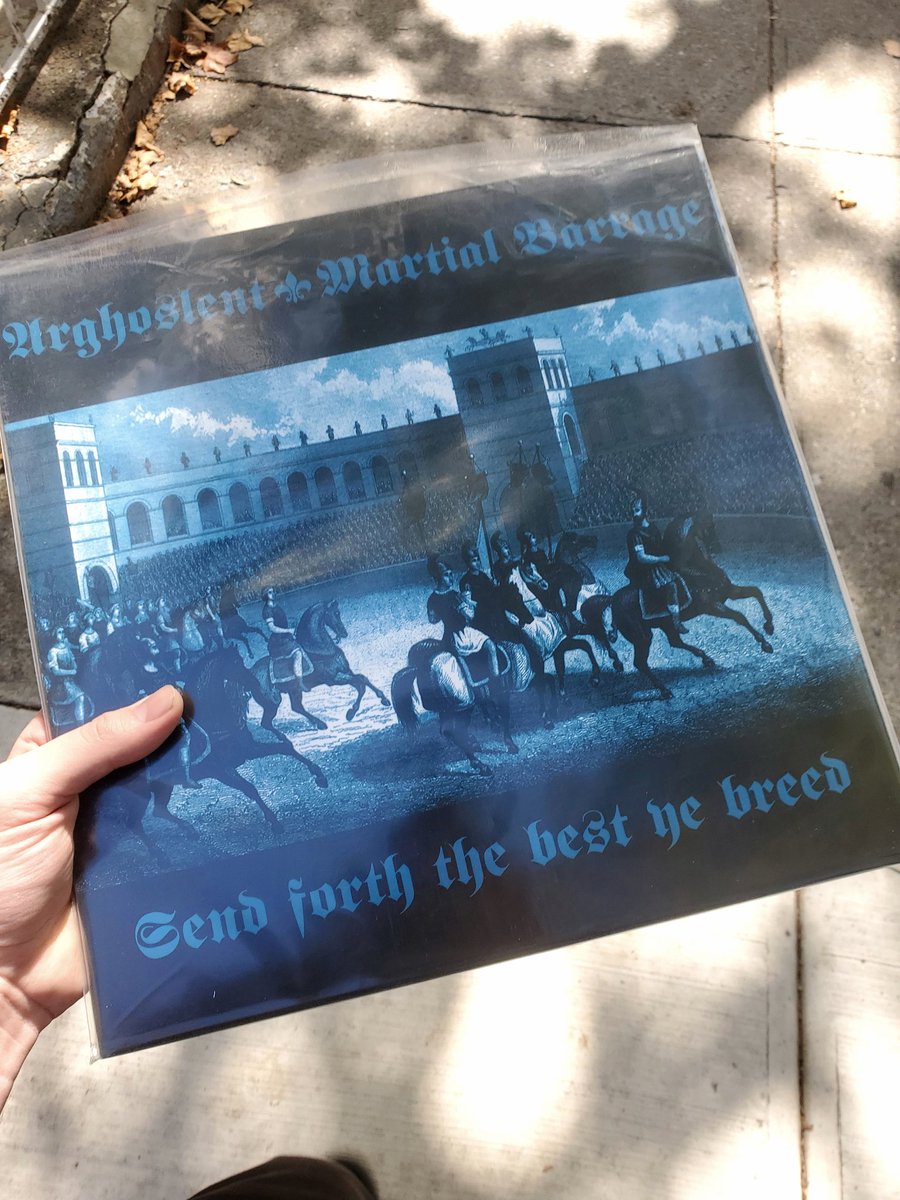 Arghoslent ⚜ Martial Barrage
Send forth the best ye breed